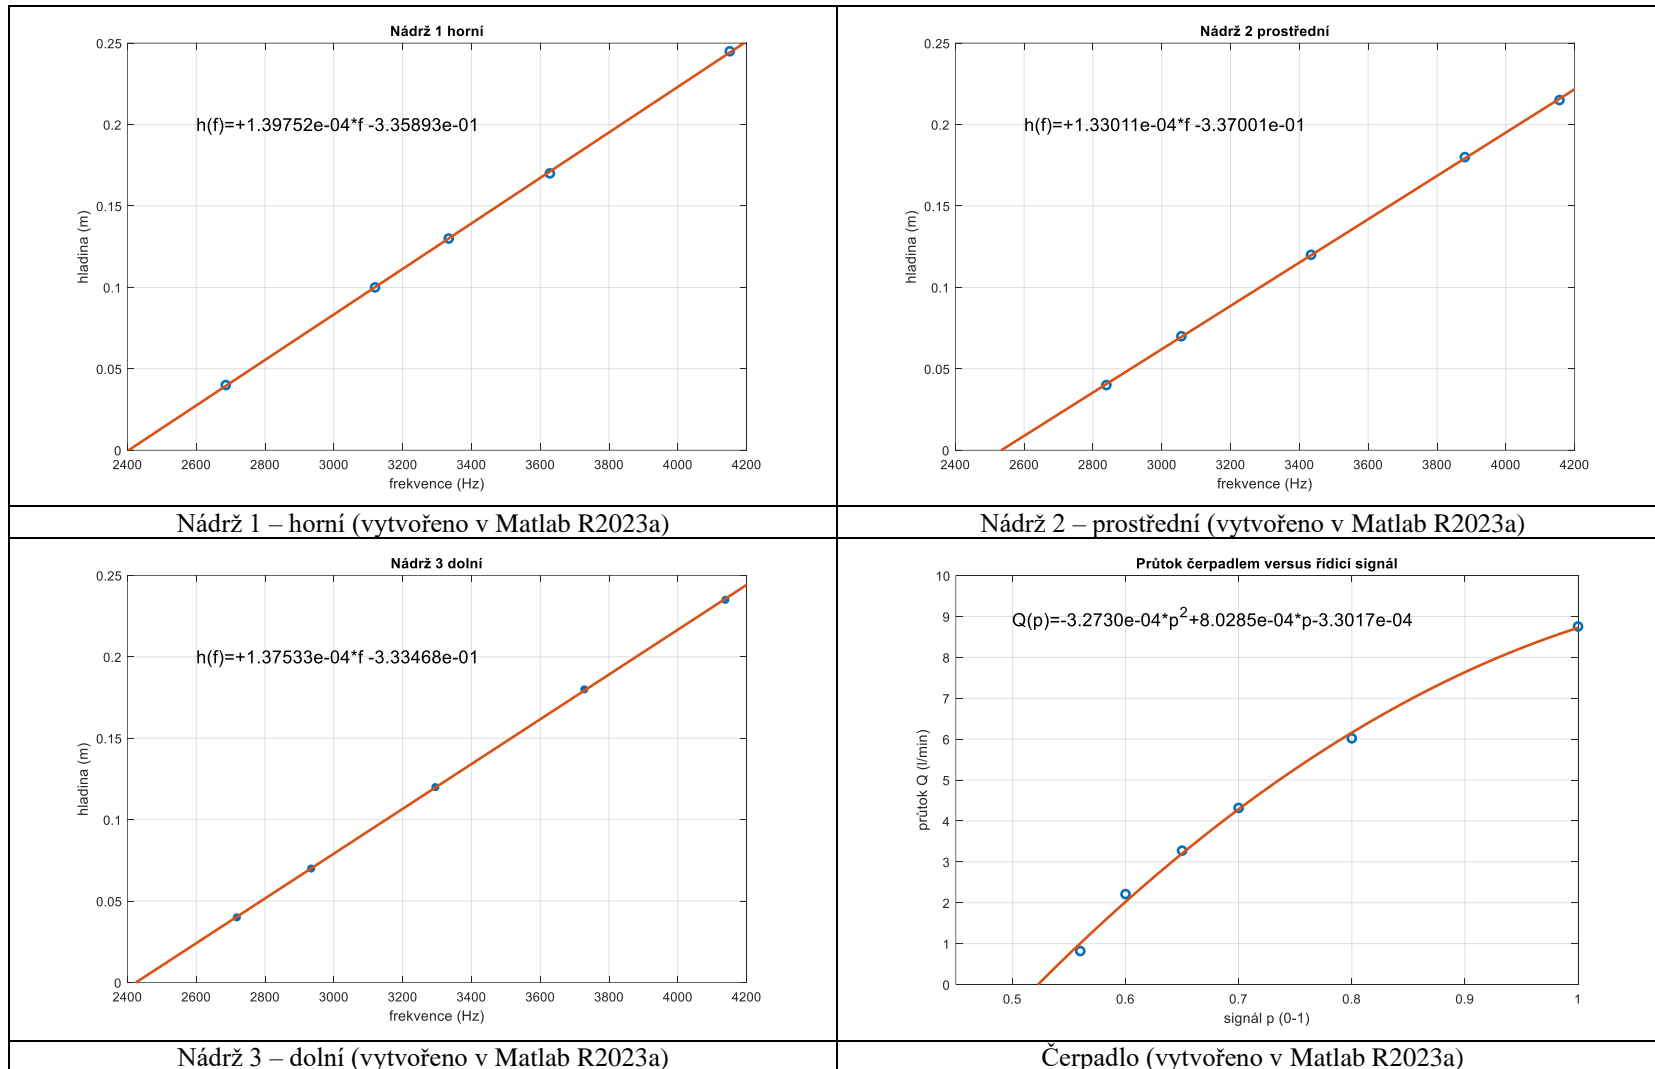 Nádrž 1 horní
0.25
0.2
0.15
0.1
0.05
0
hladina (m)
h(f)=+1.39752e-04*f -3.35893e-01
2400 2600 2800 3000 3200 3400 3600 3800 4000 4200
frekvence (Hz)
Nádrž 1 – horní (vytvořeno v Matlab R2023a)
Nádrž 2 prostřední
0.25
0.2
0.15
0.1
0.05
0
hladina (m)
h(f)=+1.33011e-04*f -3.37001e-01
2400 2600 2800 3000 3200 3400 3600 3800 4000 4200
frekvence (Hz)
Nádrž 2 – prostřední (vytvořeno v Matlab R2023a)
Nádrž 3 dolní
0.25
0.2
0.15
0.1
0.05
0
hladina (m)
h(f)=+1.37533e-04*f -3.33468e-01
2400 2600 2800 3000 3200 3400 3600 3800 4000 4200
frekvence (Hz)
Nádrž 3 – dolní (vytvořeno v Matlab R2023a)
Průtok čerpadlem versus řídicí signál
10
9
8
7
6
5
4
3
2
1
0
průtok Q (l/min)
Q(p)=-3.2730e-04*p²+8.0285e-04*p-3.3017e-04
0.5 0.6 0.7 0.8 0.9 1
signál p (0-1)
Čerpadlo (vytvořeno v Matlab R2023a)